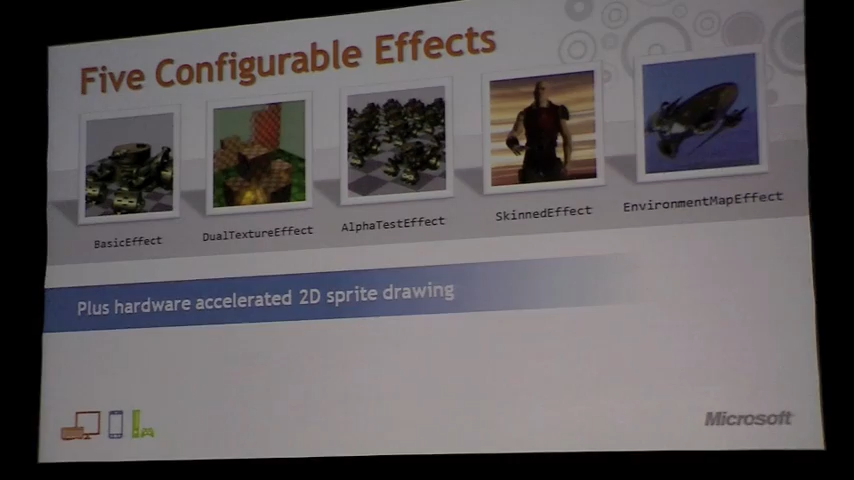 Five Configurable Effects
BasicEffect
DualTextureEffect
AlphaTestEffect
SkinnedEffect
EnvironmentMapEffect
Plus hardware accelerated 2D sprite drawing
Microsoft